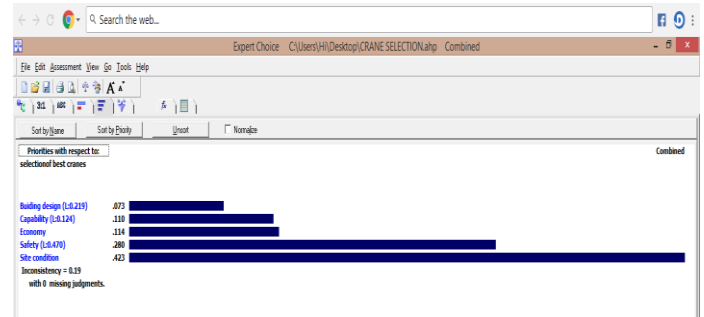 Search the web...
Expert Choice C:\Users\Hi\Desktop\CRANE SELECTION.ahp Combined
File Edit Assessment View Go Tools Help
3:1 ABC
Sort by Name Sort by Priority Unsort Normalize
Priorities with respect to: Combined
selectionof best cranes
Buiding design (L:0.219) .073
Capability (L:0.124) .110
Economy .114
Safety (L:0.470) .280
Site condition .423
Inconsistency = 0.19
with 0 missing judgments.